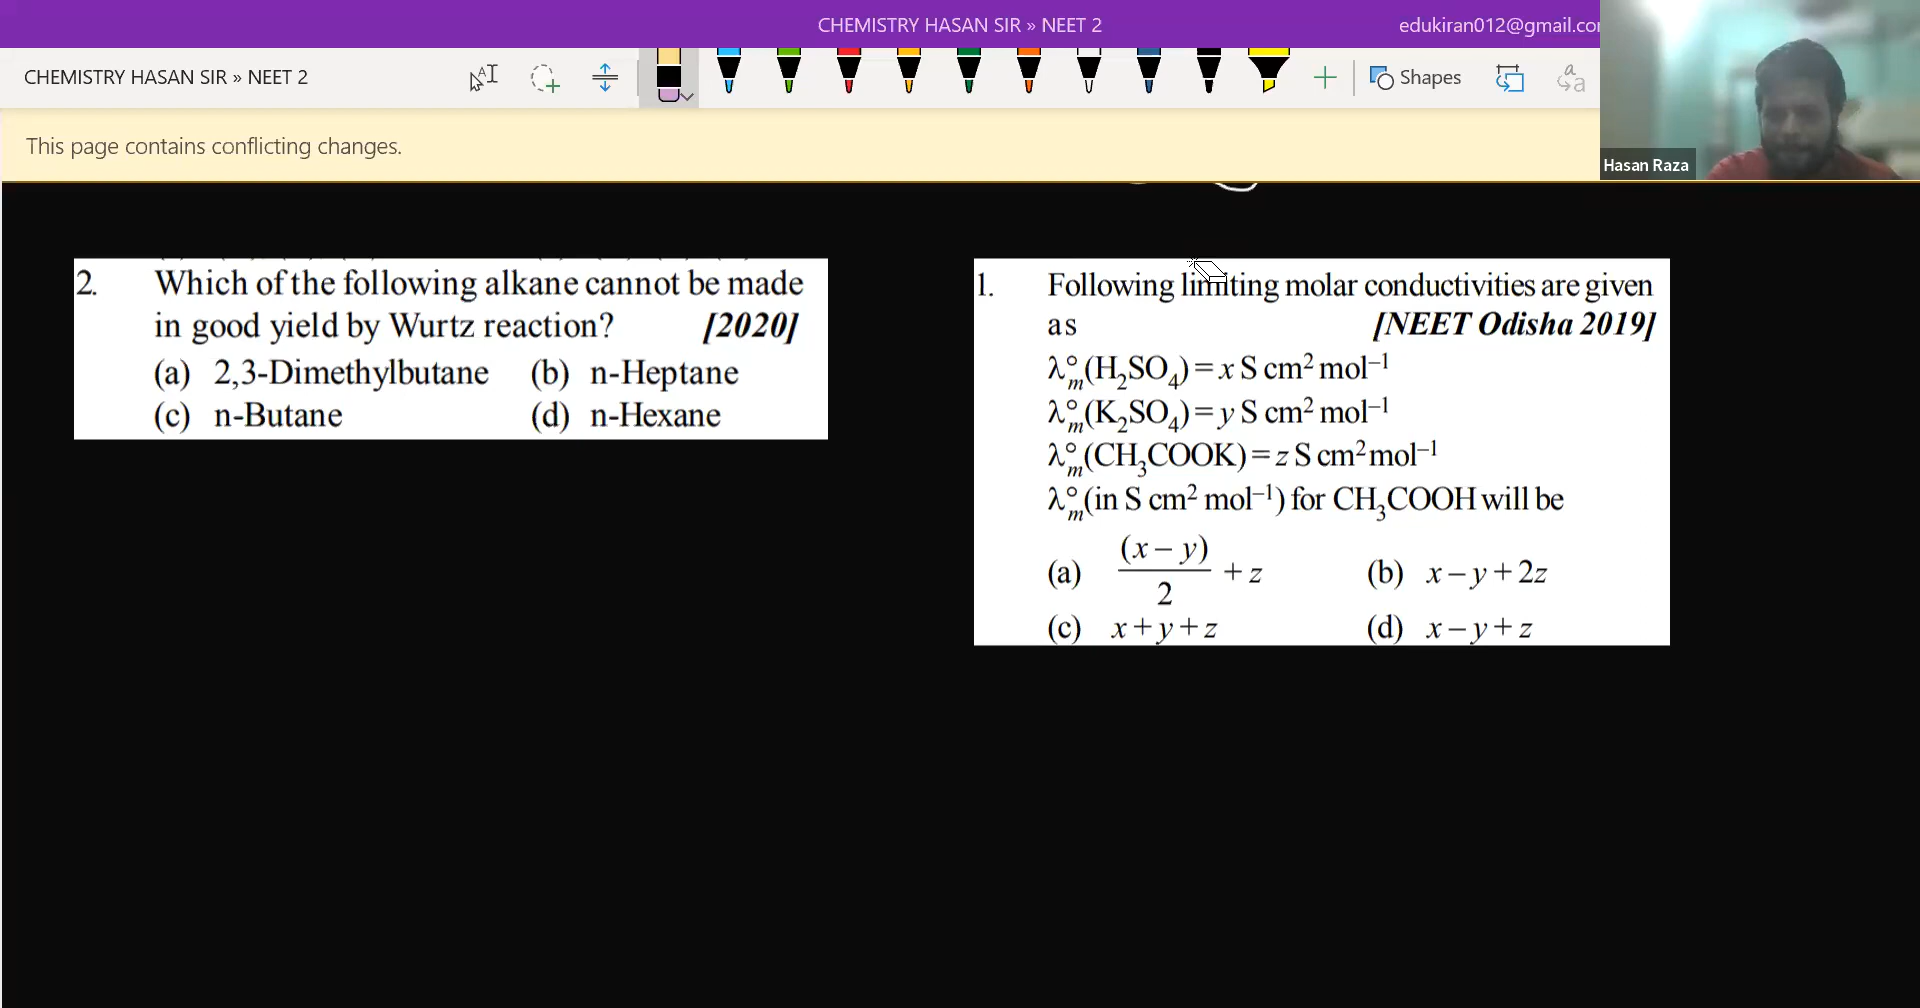 CHEMISTRY HASAN SIR » NEET 2
edukiran012@gmail.co
CHEMISTRY HASAN SIR » NEET 2
Shapes
This page contains conflicting changes.
Hasan Raza
2. Which of the following alkane cannot be made
in good yield by Wurtz reaction? [2020]
(a) 2,3-Dimethylbutane (b) n-Heptane
(c) n-Butane (d) n-Hexane
1. Following limiting molar conductivities are given
as [NEET Odisha 2019]
λ°m(H₂SO₄) = x S cm² mol⁻¹
λ°m(K₂SO₄) = y S cm² mol⁻¹
λ°m(CH₃COOK) = z S cm² mol⁻¹
λ°m(in S cm² mol⁻¹) for CH₃COOH will be
(a) (x – y)/2 + z (b) x – y + 2z
(c) x + y + z (d) x – y + z